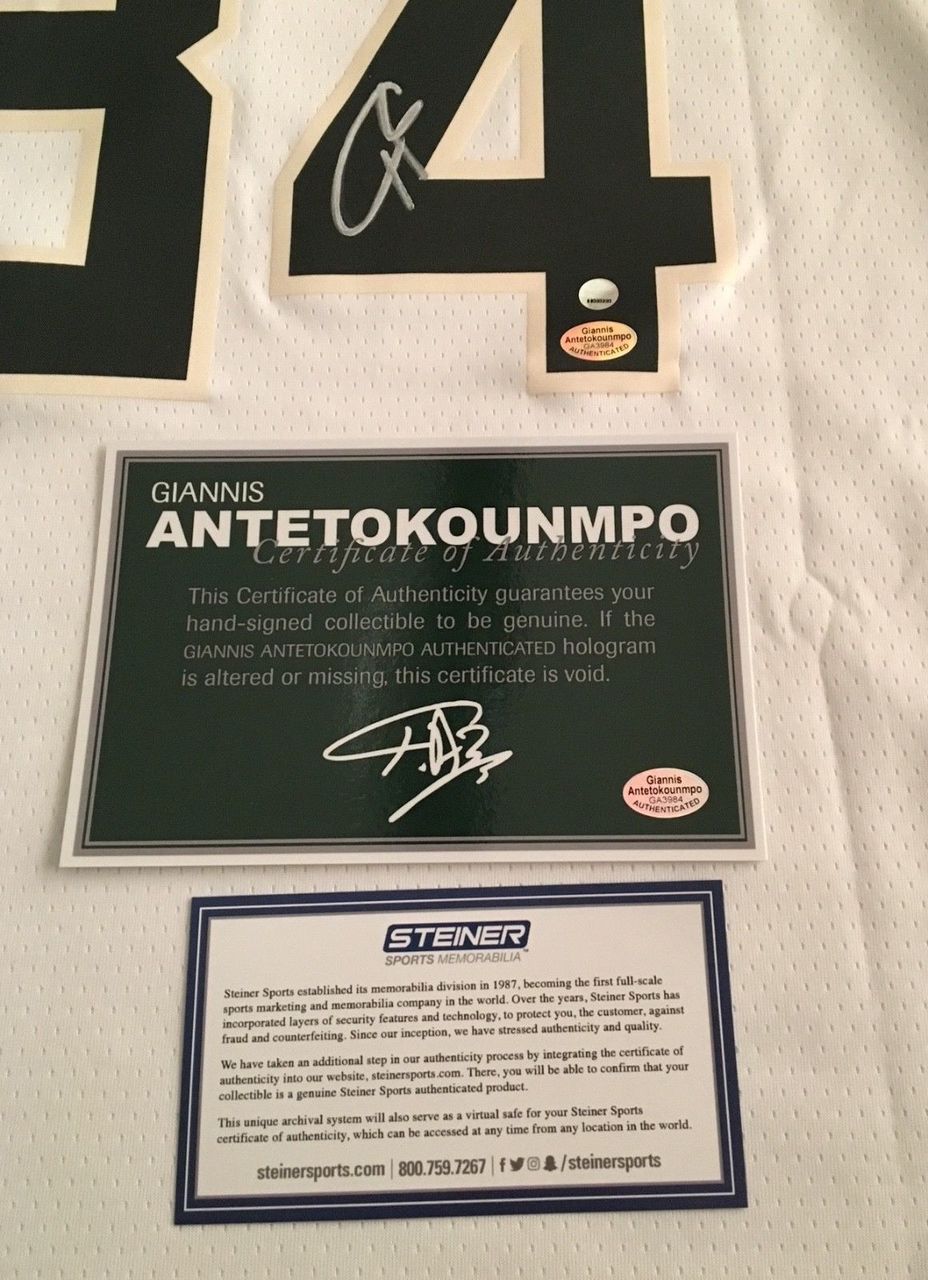 34
Giannis
Antetokounmpo
GA3984
AUTHENTICATED
GIANNIS
ANTETOKOUNMPO
Certificate of Authenticity
This Certificate of Authenticity guarantees your
hand-signed collectible to be genuine. If the
GIANNIS ANTETOKOUNMPO AUTHENTICATED hologram
is altered or missing, this certificate is void.
Giannis
Antetokounmpo
GA3984
AUTHENTICATED
STEINER
SPORTS MEMORABILIA
Steiner Sports established its memorabilia division in 1987, becoming the first full-scale
sports marketing and memorabilia company in the world. Over the years, Steiner Sports has
incorporated layers of security features and technology, to protect you, the customer, against
fraud and counterfeiting. Since our inception, we have stressed authenticity and quality.
We have taken an additional step in our authenticity process by integrating the certificate of
authenticity into our website, steinersports.com. There, you will be able to confirm that your
collectible is a genuine Steiner Sports authenticated product.
This unique archival system will also serve as a virtual safe for your Steiner Sports
certificate of authenticity, which can be accessed at any time from any location in the world.
steinersports.com | 800.759.7267 | /steinersports